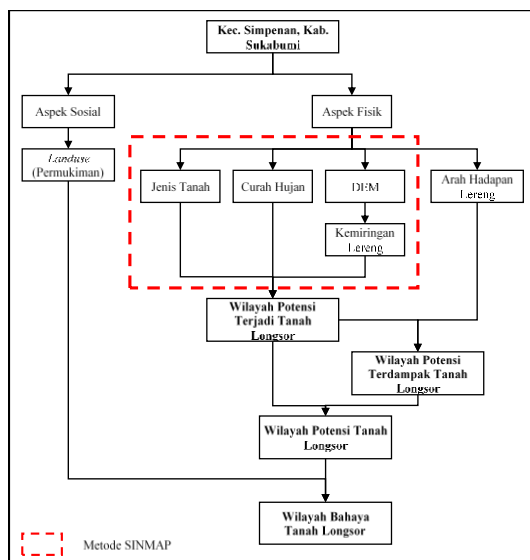 Kec. Simpenan, Kab.
Sukabumi
Aspek Sosial
Aspek Fisik
Landuse
(Permukiman)
Jenis Tanah
Curah Hujan
DEM
Arah Hadapan
Lereng
Kemiringan
Lereng
Wilayah Potensi
Terjadi Tanah
Longsor
Wilayah Potensi
Terdampak Tanah
Longsor
Wilayah Potensi Tanah
Longsor
Wilayah Bahaya
Tanah Longsor
Metode SINMAP